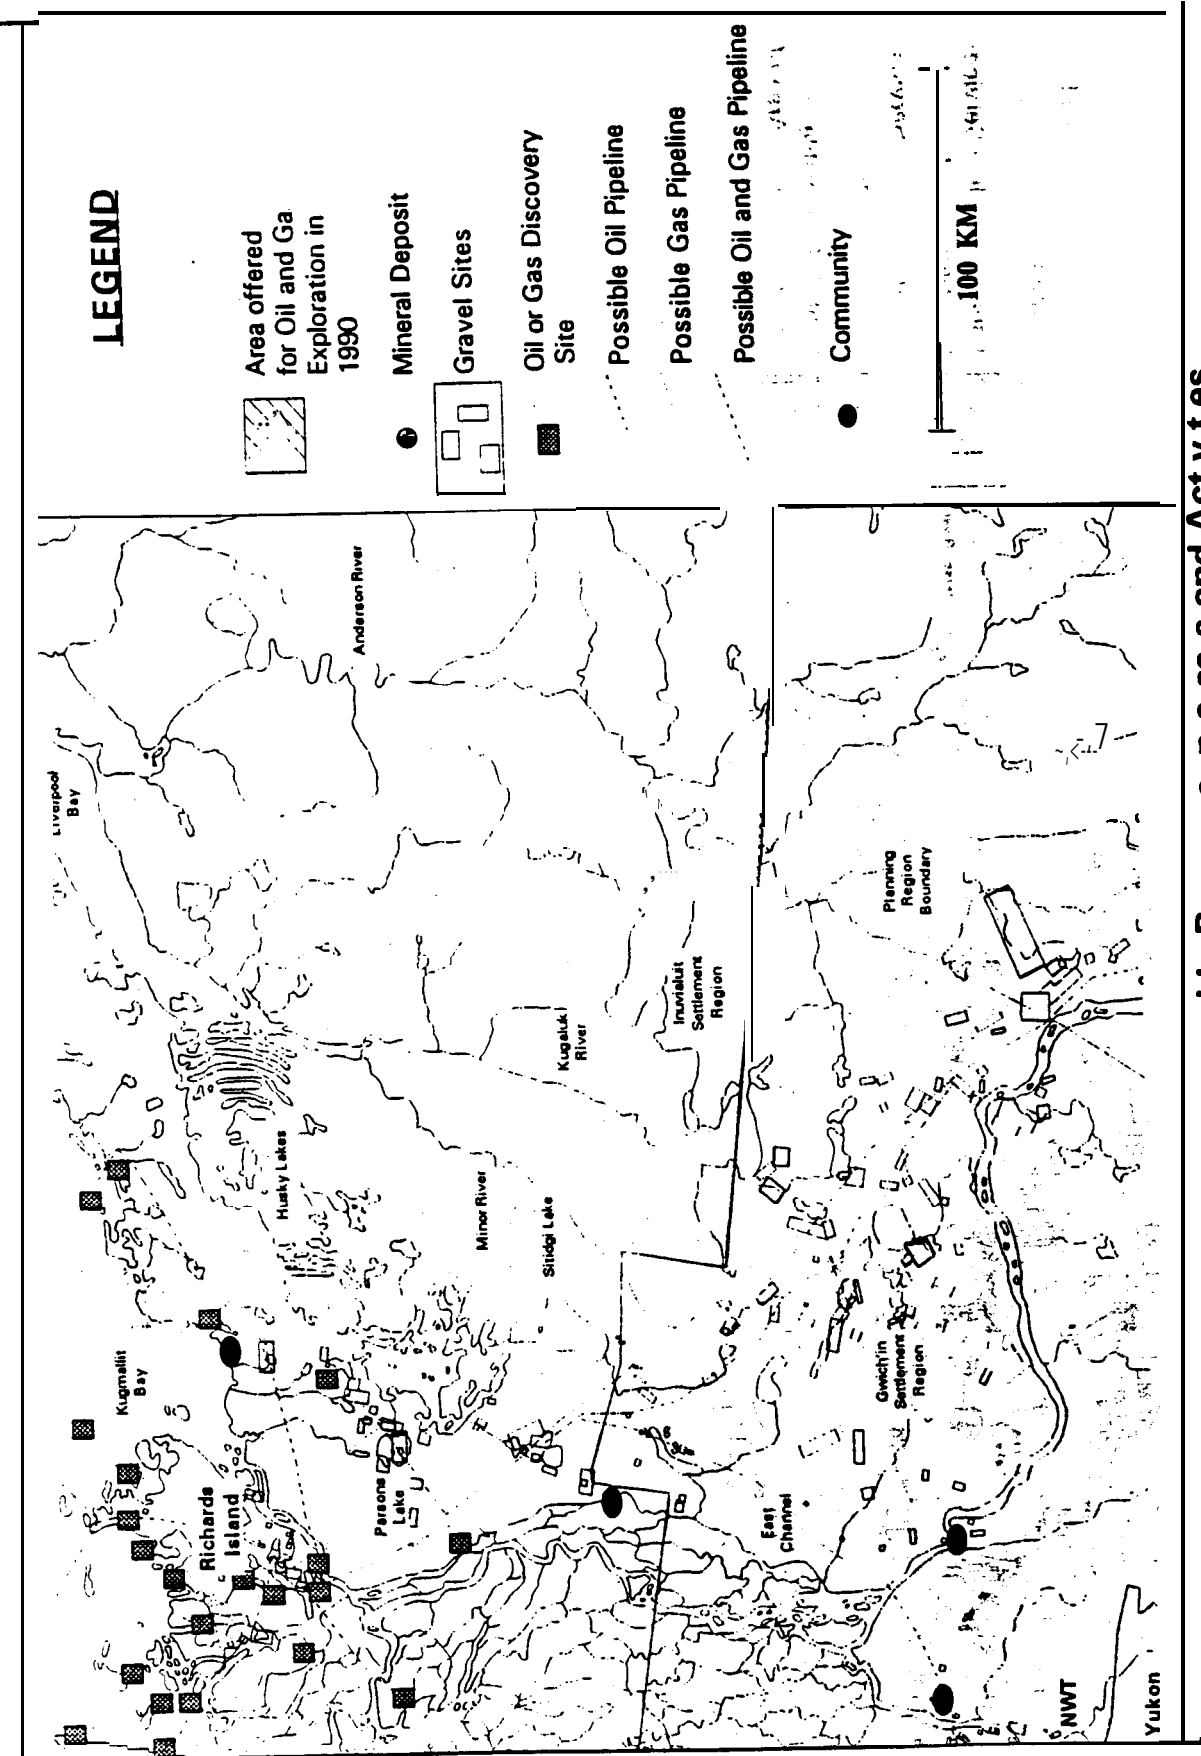 LEGEND
Area offered
for Oil and Ga
Exploration in
1990
Mineral Deposit
Gravel Sites
Oil or Gas Discovery
Site
Possible Oil Pipeline
Possible Gas Pipeline
Possible Oil and Gas Pipeline
Community
100 KM
Liverpool
Bay
Anderson River
Kugmallit
Bay
Husky Lakes
Richards
Island
Parsons
Lake
Minor River
Sitidgi Lake
Kugaluk
River
Inuvialuit
Settlement
Region
Planning
Region
Boundary
East
Channel
Gwich'in
Settlement
Region
NWT
Yukon
7
and